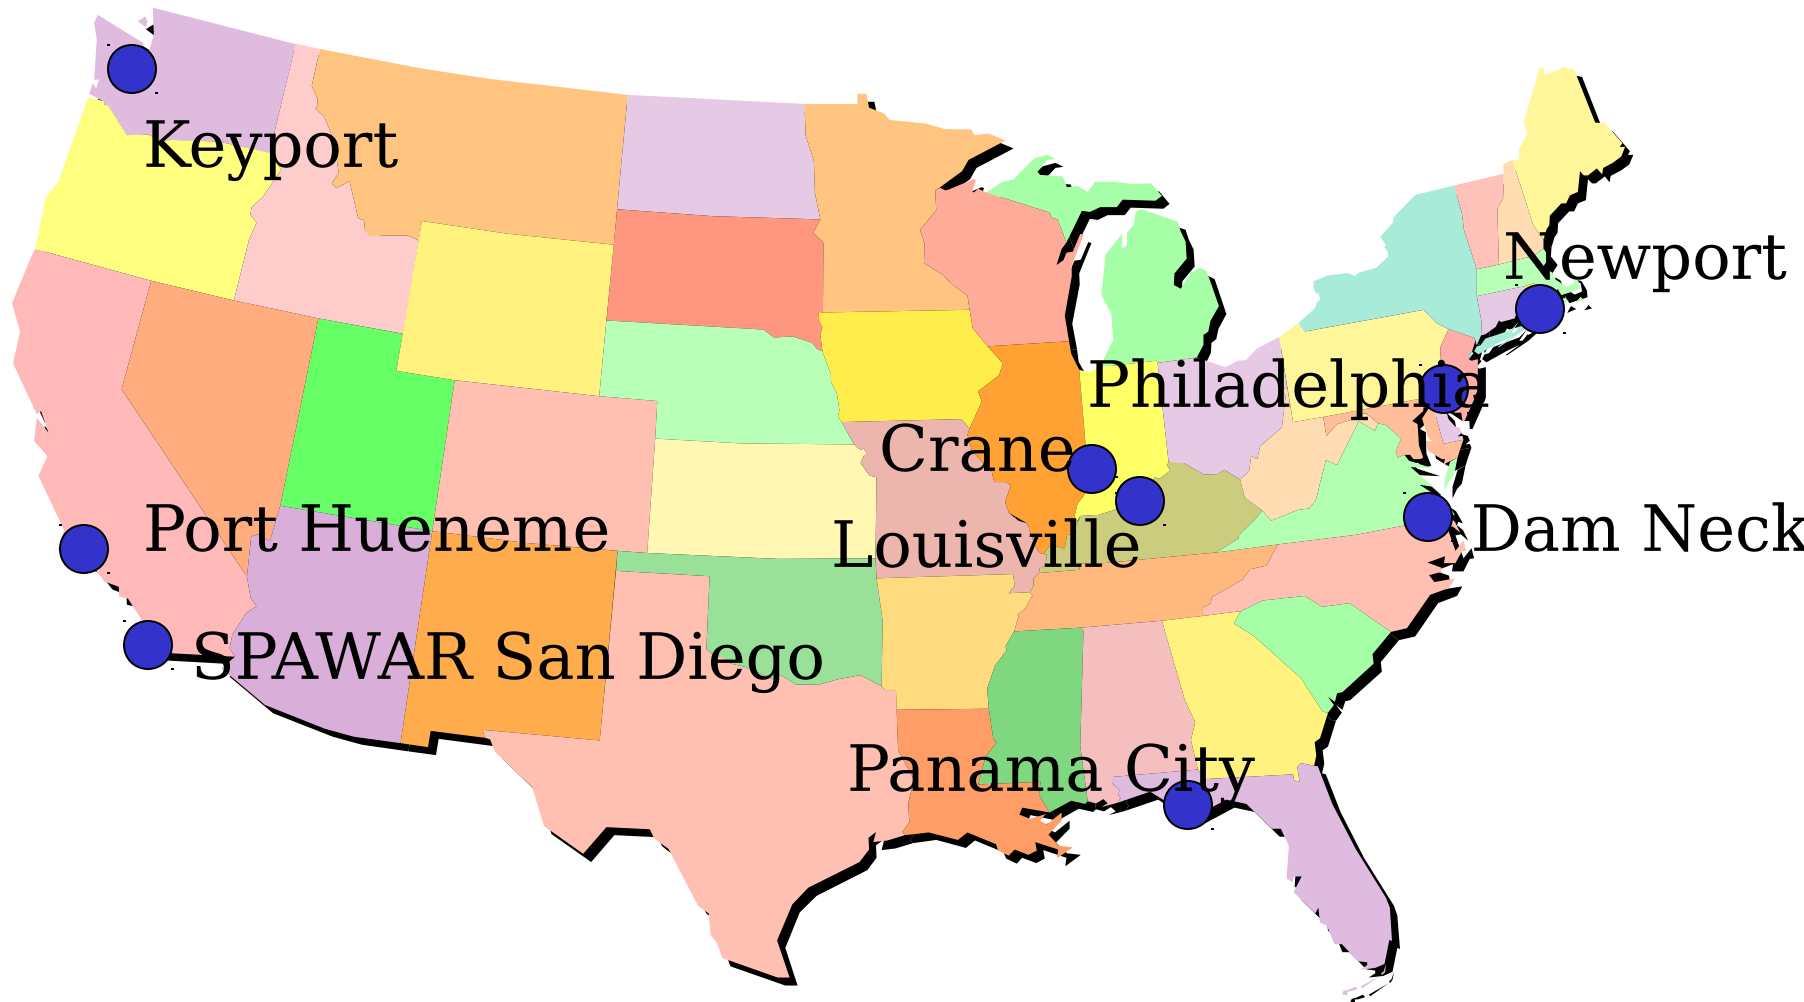 Keyport
Newport
Philadelphia
Crane
Port Hueneme
Louisville
Dam Neck
SPAWAR San Diego
Panama City